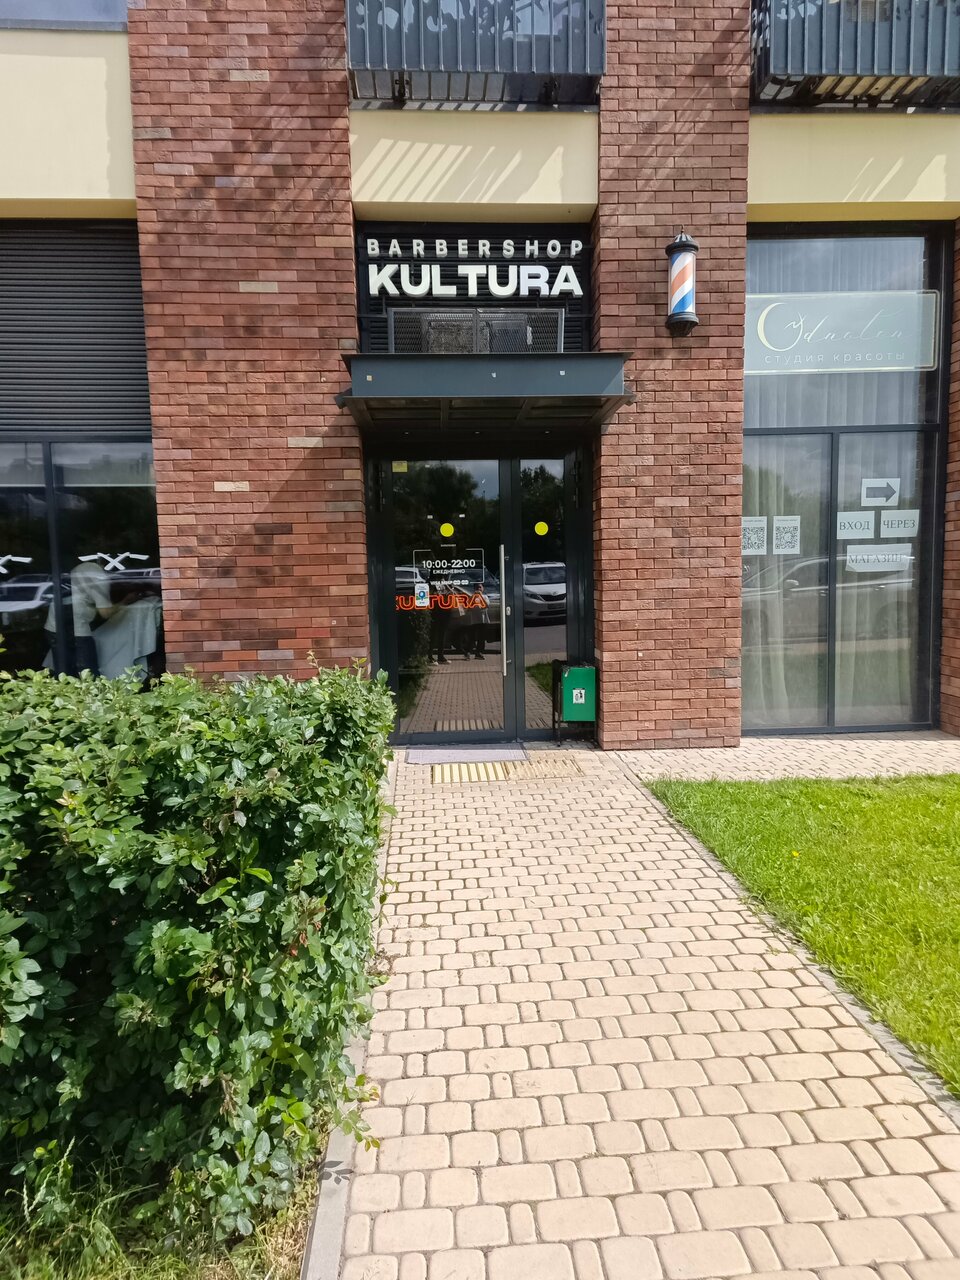 BARBERSHOP
KULTURA
студия красоты
10:00-22:00
ЕЖЕДНЕВНО
KULTURA
ВХОД ЧЕРЕЗ
МАГАЗИН